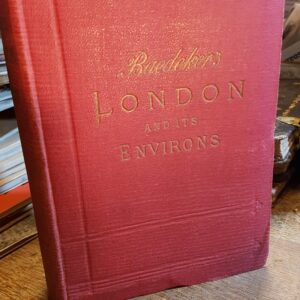 Baedeker's
LONDON
AND ITS
ENVIRONS